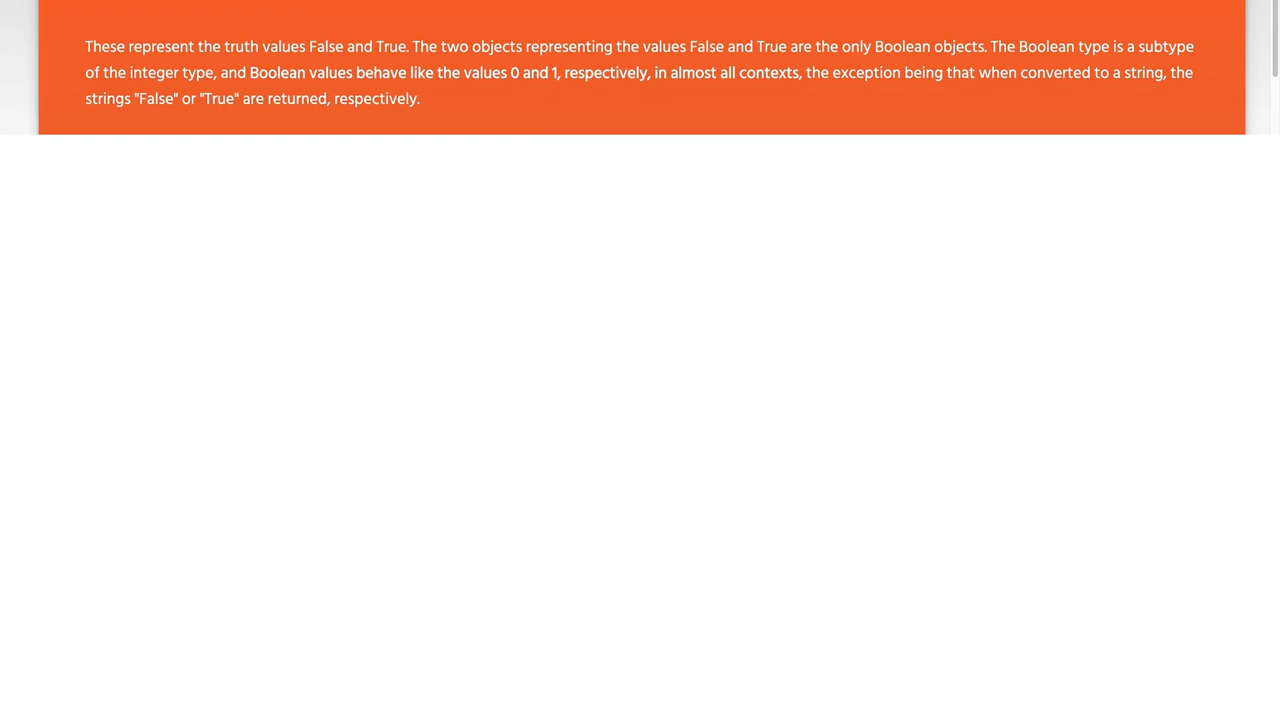 These represent the truth values False and True. The two objects representing the values False and True are the only Boolean objects. The Boolean type is a subtype
of the integer type, and Boolean values behave like the values 0 and 1, respectively, in almost all contexts, the exception being that when converted to a string, the
strings "False" or "True" are returned, respectively.